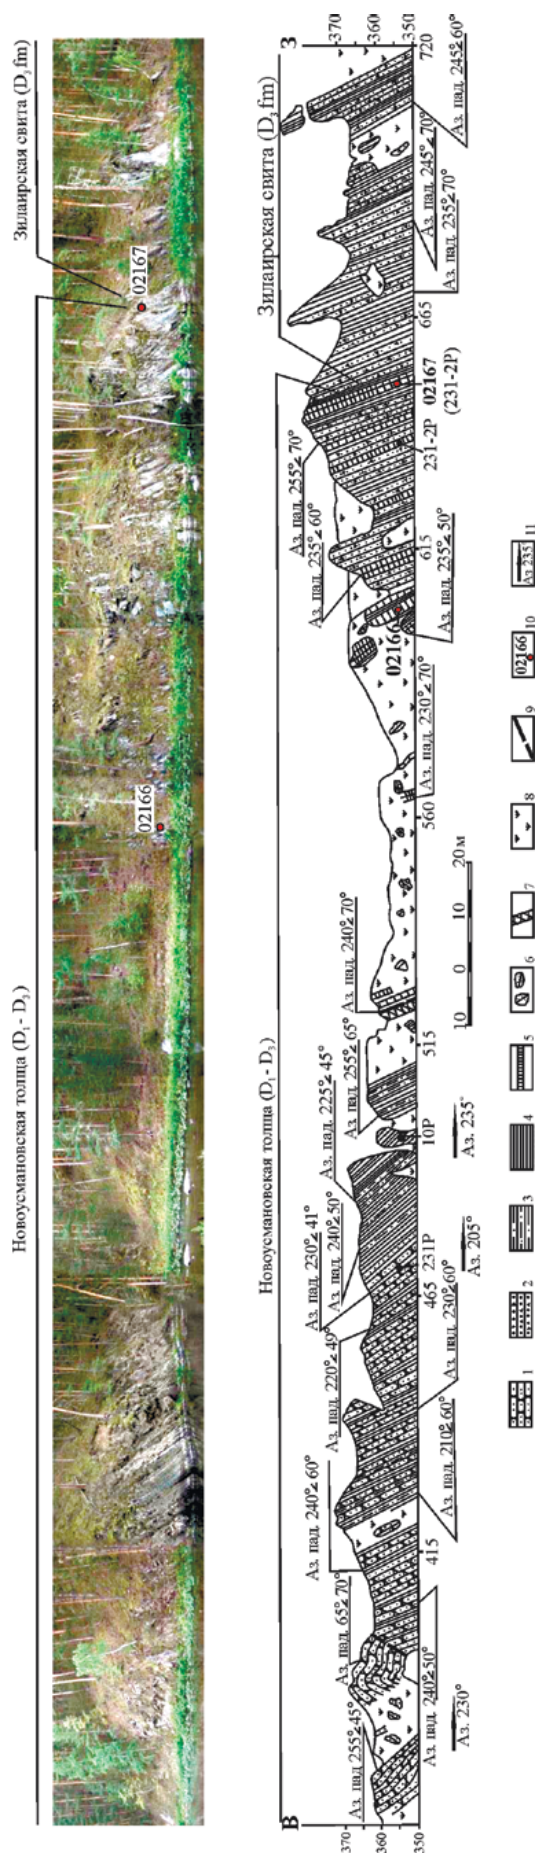 Новоусмановская толща (D₁ - D₃)
Зилаирская свита (D₃ fm)
02166
02167
Новоусмановская толща (D₁ - D₃)
Зилаирская свита (D₃ fm)
В
З
370
360
350
370
360
350
Аз. пад 255°∠45°
Аз. пад. 65°∠70°
Аз. пад. 240°∠60°
Аз. пад. 220°∠49°
Аз. пад. 230°∠41°
Аз. пад. 240°∠50°
Аз. пад. 225°∠45°
Аз. пад. 255°∠65°
Аз. пад. 240°∠70°
Аз. пад. 235°∠60°
Аз. пад. 255°∠70°
Аз. пад. 240°∠50°
Аз. пад. 210°∠60°
Аз. пад. 230°∠60°
Аз. пад. 230°∠70°
Аз. пад. 235°∠50°
Аз. пад. 235°∠70°
Аз. пад. 245°∠70°
Аз. пад. 245°∠60°
415
465
231Р
10Р
515
560
02166
615
231-2Р
02167
(231-2Р)
665
720
Аз. 230°
Аз. 205°
Аз. 235°
10 0 10 20 м
1
2
3
4
5
6
7
8
9
02166 10
Аз 235° 11